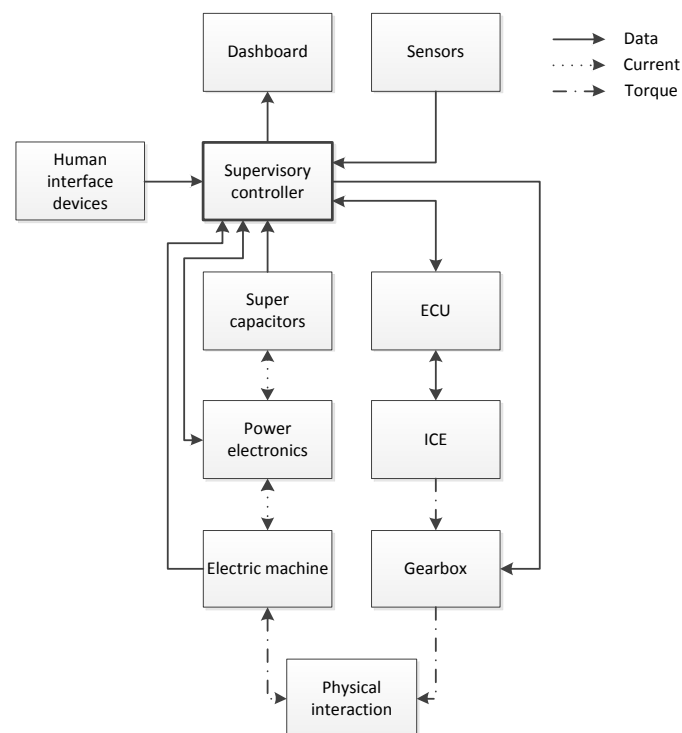 Dashboard
Sensors
Data
Current
Torque
Human
interface
devices
Supervisory
controller
Super
capacitors
ECU
Power
electronics
ICE
Electric machine
Gearbox
Physical
interaction